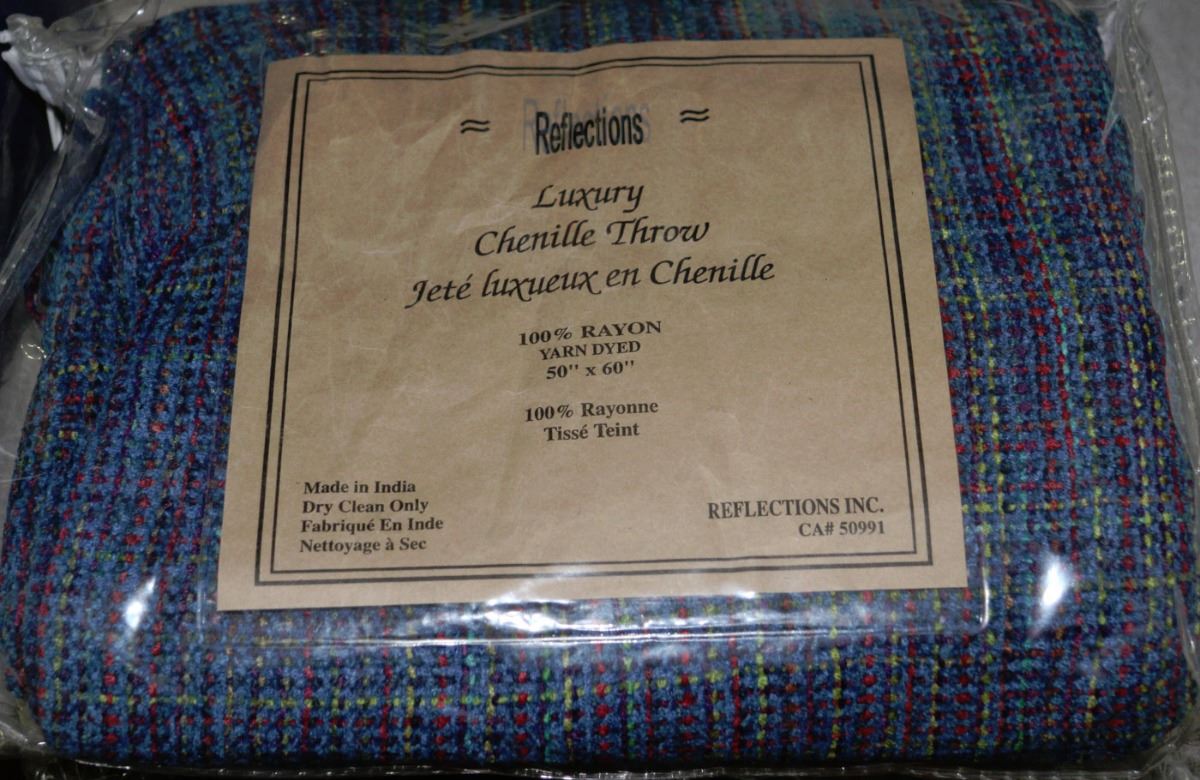 ≈ Reflections ≈
Luxury
Chenille Throw
Jeté luxueux en Chenille
100% RAYON
YARN DYED
50" x 60"
100% Rayonne
Tissé Teint
Made in India
Dry Clean Only
Fabriqué En Inde
Nettoyage à Sec
REFLECTIONS INC.
CA# 50991